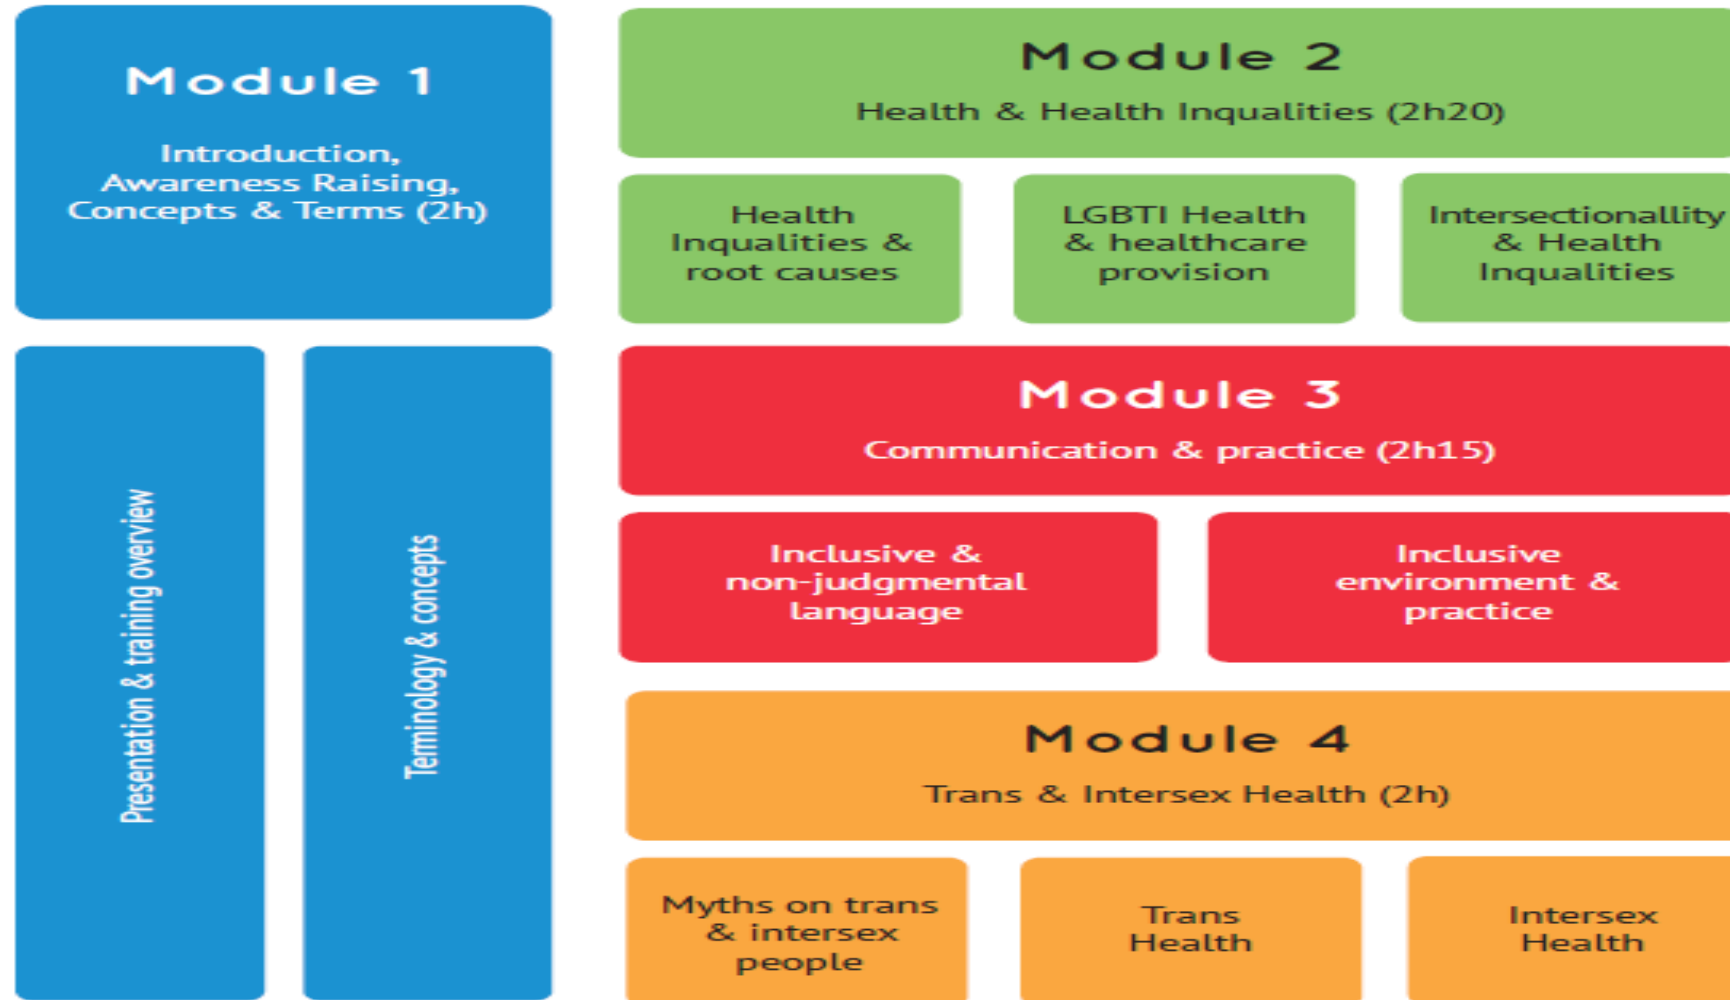 Module 1
Introduction,
Awareness Raising,
Concepts & Terms (2h)
Presentation & training overview
Terminology & concepts
Module 2
Health & Health Inqualities (2h20)
Health
Inqualities &
root causes
LGBTI Health
& healthcare
provision
Intersectionallity
& Health
Inqualities
Module 3
Communication & practice (2h15)
Inclusive &
non-judgmental
language
Inclusive
environment &
practice
Module 4
Trans & Intersex Health (2h)
Myths on trans
& intersex
people
Trans
Health
Intersex
Health